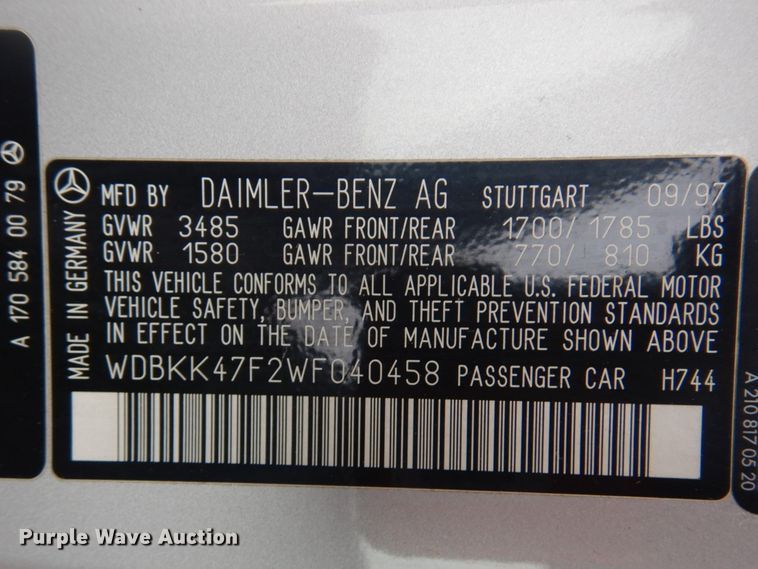 A 170 584 00 79
MADE IN GERMANY
MFD BY DAIMLER-BENZ AG STUTTGART 09/97
GVWR 3485 GAWR FRONT/REAR 1700/ 1785 LBS
GVWR 1580 GAWR FRONT/REAR 770/ 810 KG
THIS VEHICLE CONFORMS TO ALL APPLICABLE U.S. FEDERAL MOTOR
VEHICLE SAFETY, BUMPER, AND THEFT PREVENTION STANDARDS
IN EFFECT ON THE DATE OF MANUFACTURE SHOWN ABOVE
WDBKK47F2WF040458 PASSENGER CAR H744
A 210 817 05 20
Purple Wave Auction